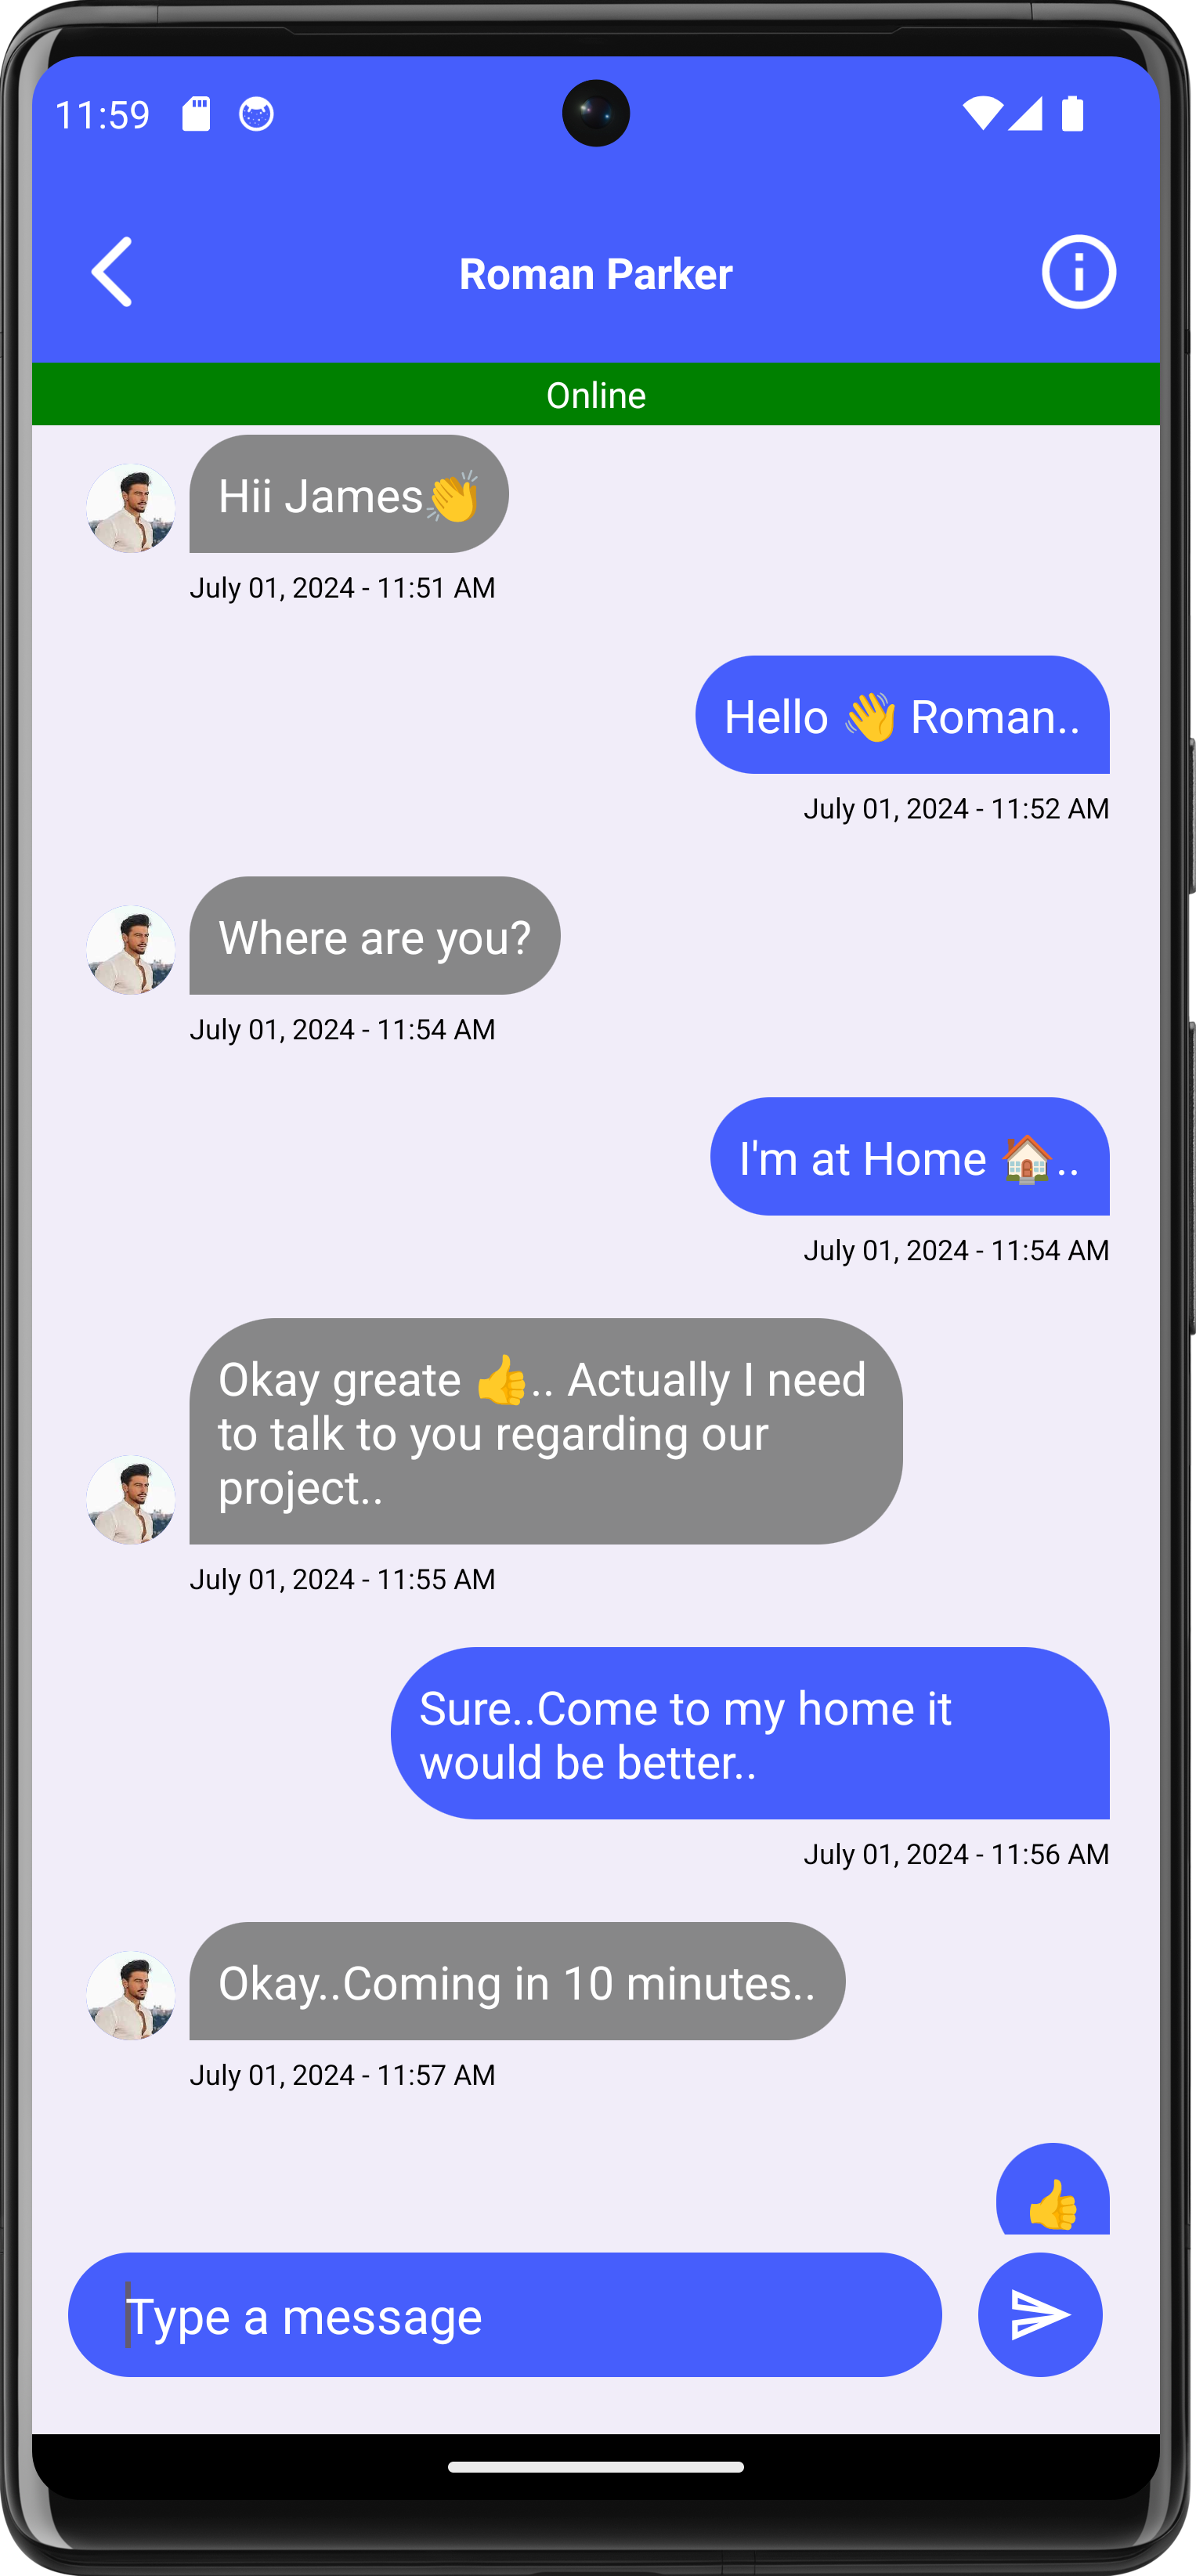 11:59
Roman Parker
Online
Hii James👏
July 01, 2024 - 11:51 AM
Hello 👋 Roman..
July 01, 2024 - 11:52 AM
Where are you?
July 01, 2024 - 11:54 AM
I'm at Home 🏠..
July 01, 2024 - 11:54 AM
Okay greate 👍.. Actually I need
to talk to you regarding our
project..
July 01, 2024 - 11:55 AM
Sure..Come to my home it
would be better..
July 01, 2024 - 11:56 AM
Okay..Coming in 10 minutes..
July 01, 2024 - 11:57 AM
👍
Type a message